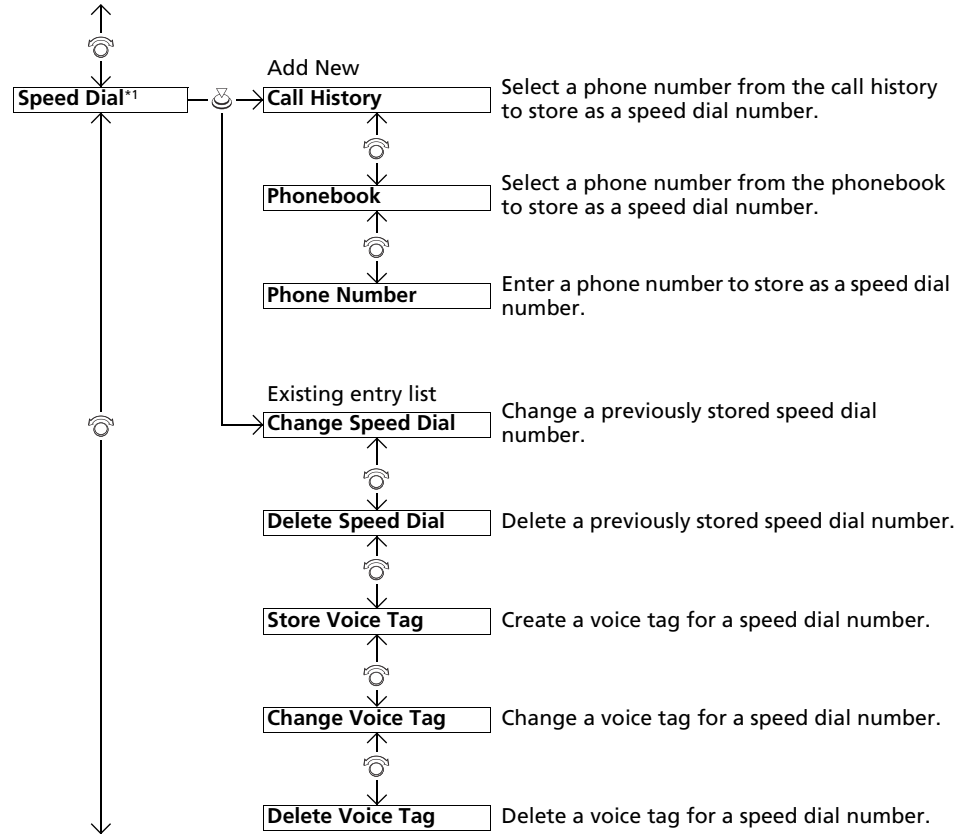 Add New
Speed Dial*1
Call History
Select a phone number from the call history
to store as a speed dial number.
Phonebook
Select a phone number from the phonebook
to store as a speed dial number.
Phone Number
Enter a phone number to store as a speed dial
number.
Existing entry list
Change Speed Dial
Change a previously stored speed dial
number.
Delete Speed Dial
Delete a previously stored speed dial number.
Store Voice Tag
Create a voice tag for a speed dial number.
Change Voice Tag
Change a voice tag for a speed dial number.
Delete Voice Tag
Delete a voice tag for a speed dial number.